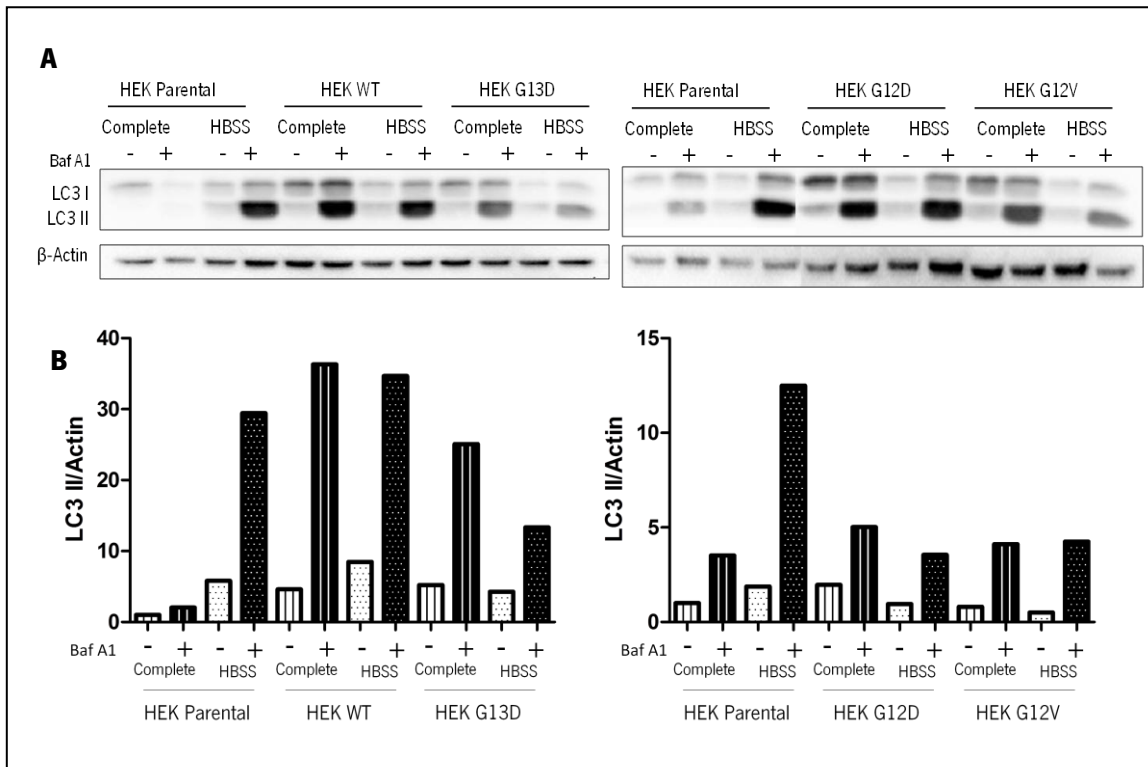 A
HEK Parental HEK WT HEK G13D
Complete HBSS Complete HBSS Complete HBSS
Baf A1 - + - + - + - + - + - +
LC3 I
LC3 II
β-Actin
HEK Parental HEK G12D HEK G12V
Complete HBSS Complete HBSS Complete HBSS
- + - + - + - + - + - +
B
LC3 II/Actin
40
30
20
10
0
Baf A1 - + - + - + - + - + - +
Complete HBSS Complete HBSS Complete HBSS
HEK Parental HEK WT HEK G13D
LC3 II/Actin
15
10
5
0
Baf A1 - + - + - + - + - + - +
Complete HBSS Complete HBSS Complete HBSS
HEK Parental HEK G12D HEK G12V